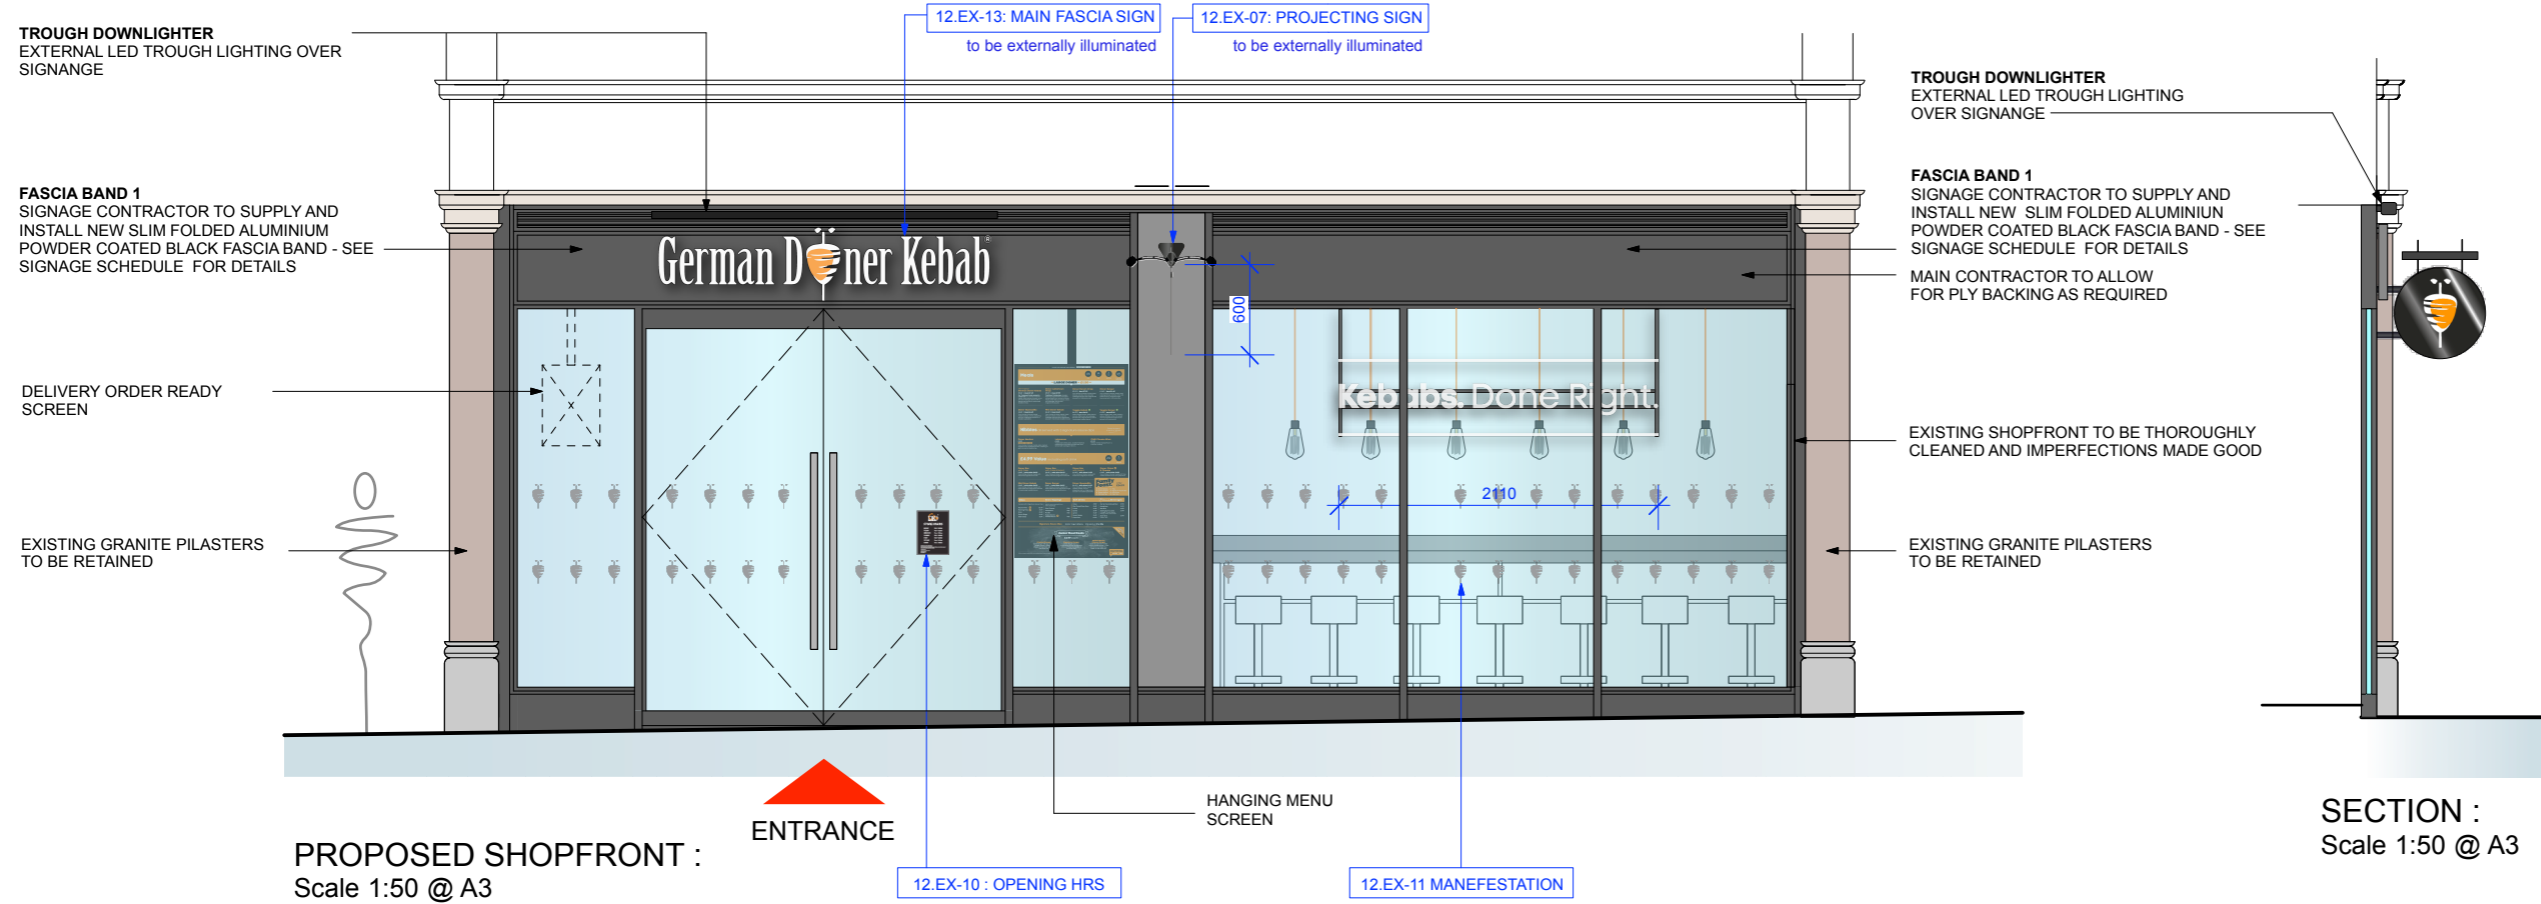 TROUGH DOWNLIGHTER
EXTERNAL LED TROUGH LIGHTING OVER
SIGNANGE
12.EX-13: MAIN FASCIA SIGN
to be externally illuminated
12.EX-07: PROJECTING SIGN
to be externally illuminated
TROUGH DOWNLIGHTER
EXTERNAL LED TROUGH LIGHTING
OVER SIGNANGE
FASCIA BAND 1
SIGNAGE CONTRACTOR TO SUPPLY AND
INSTALL NEW SLIM FOLDED ALUMINIUM
POWDER COATED BLACK FASCIA BAND - SEE
SIGNAGE SCHEDULE FOR DETAILS
FASCIA BAND 1
SIGNAGE CONTRACTOR TO SUPPLY AND
INSTALL NEW SLIM FOLDED ALUMINIUN
POWDER COATED BLACK FASCIA BAND - SEE
SIGNAGE SCHEDULE FOR DETAILS
MAIN CONTRACTOR TO ALLOW
FOR PLY BACKING AS REQUIRED
German Döner Kebab®
600
DELIVERY ORDER READY
SCREEN
Kebabs. Done Right.
EXISTING SHOPFRONT TO BE THOROUGHLY
CLEANED AND IMPERFECTIONS MADE GOOD
2110
EXISTING GRANITE PILASTERS
TO BE RETAINED
EXISTING GRANITE PILASTERS
TO BE RETAINED
ENTRANCE
HANGING MENU
SCREEN
PROPOSED SHOPFRONT :
Scale 1:50 @ A3
12.EX-10 : OPENING HRS
12.EX-11 MANEFESTATION
SECTION :
Scale 1:50 @ A3